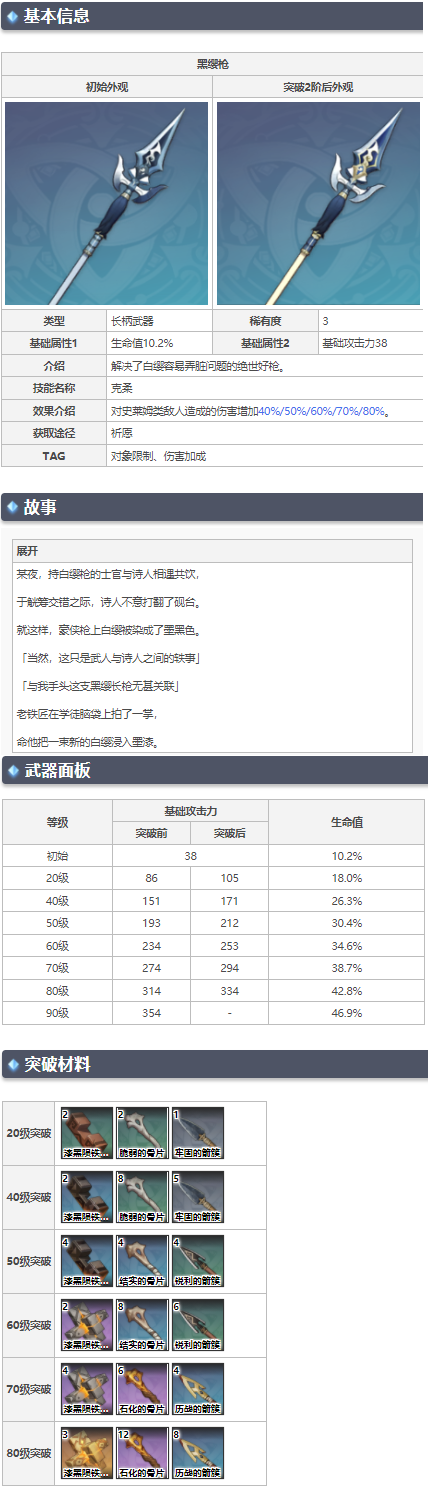 基本信息
黑缨枪
初始外观 突破2阶后外观
类型 长柄武器 稀有度 3
基础属性1 生命值10.2% 基础属性2 基础攻击力38
介绍 解决了白缨容易弄脏问题的绝世好枪。
技能名称 克柔
效果介绍 对史莱姆类敌人造成的伤害增加40%/50%/60%/70%/80%。
获取途径 祈愿
TAG 对象限制、伤害加成
故事
展开
某夜，持白缨枪的士官与诗人相遇共饮，
于觥筹交错之际，诗人不意打翻了砚台。
就这样，豪侠枪上白缨被染成了墨黑色。
「当然，这只是武人与诗人之间的轶事」
「与我手头这支黑缨长枪无甚关联」
老铁匠在学徒脑袋上拍了一掌，
命他把一束新的白缨浸入墨漆。
武器面板
等级 基础攻击力 生命值
突破前 突破后
初始 38 10.2%
20级 86 105 18.0%
40级 151 171 26.3%
50级 193 212 30.4%
60级 234 253 34.6%
70级 274 294 38.7%
80级 314 334 42.8%
90级 354 - 46.9%
突破材料
20级突破 2 漆黑陨铁... 2 脆弱的骨片 1 牢固的箭簇
40级突破 2 漆黑陨铁... 8 脆弱的骨片 5 牢固的箭簇
50级突破 4 漆黑陨铁... 4 结实的骨片 4 锐利的箭簇
60级突破 2 漆黑陨铁... 8 结实的骨片 6 锐利的箭簇
70级突破 4 漆黑陨铁... 6 石化的骨片 4 历战的箭簇
80级突破 3 漆黑陨铁... 12 石化的骨片 8 历战的箭簇